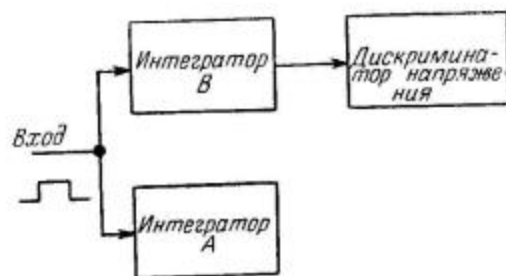 Интегратор
В
Дискримина-
тор напряже-
ния
Вход
Интегратор
А